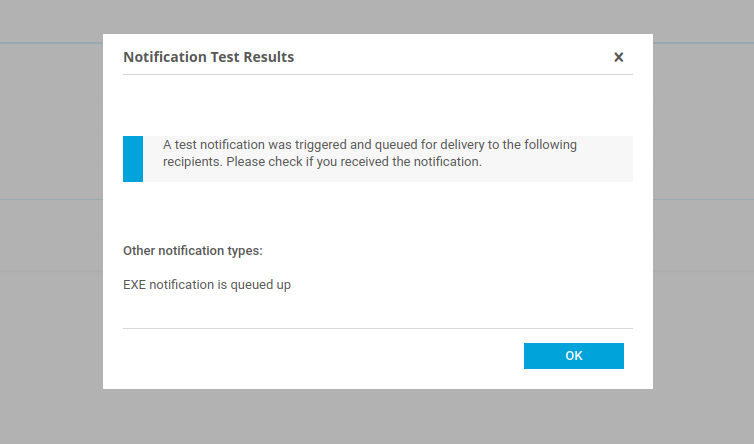 Notification Test Results
A test notification was triggered and queued for delivery to the following
recipients. Please check if you received the notification.
Other notification types:
EXE notification is queued up
OK